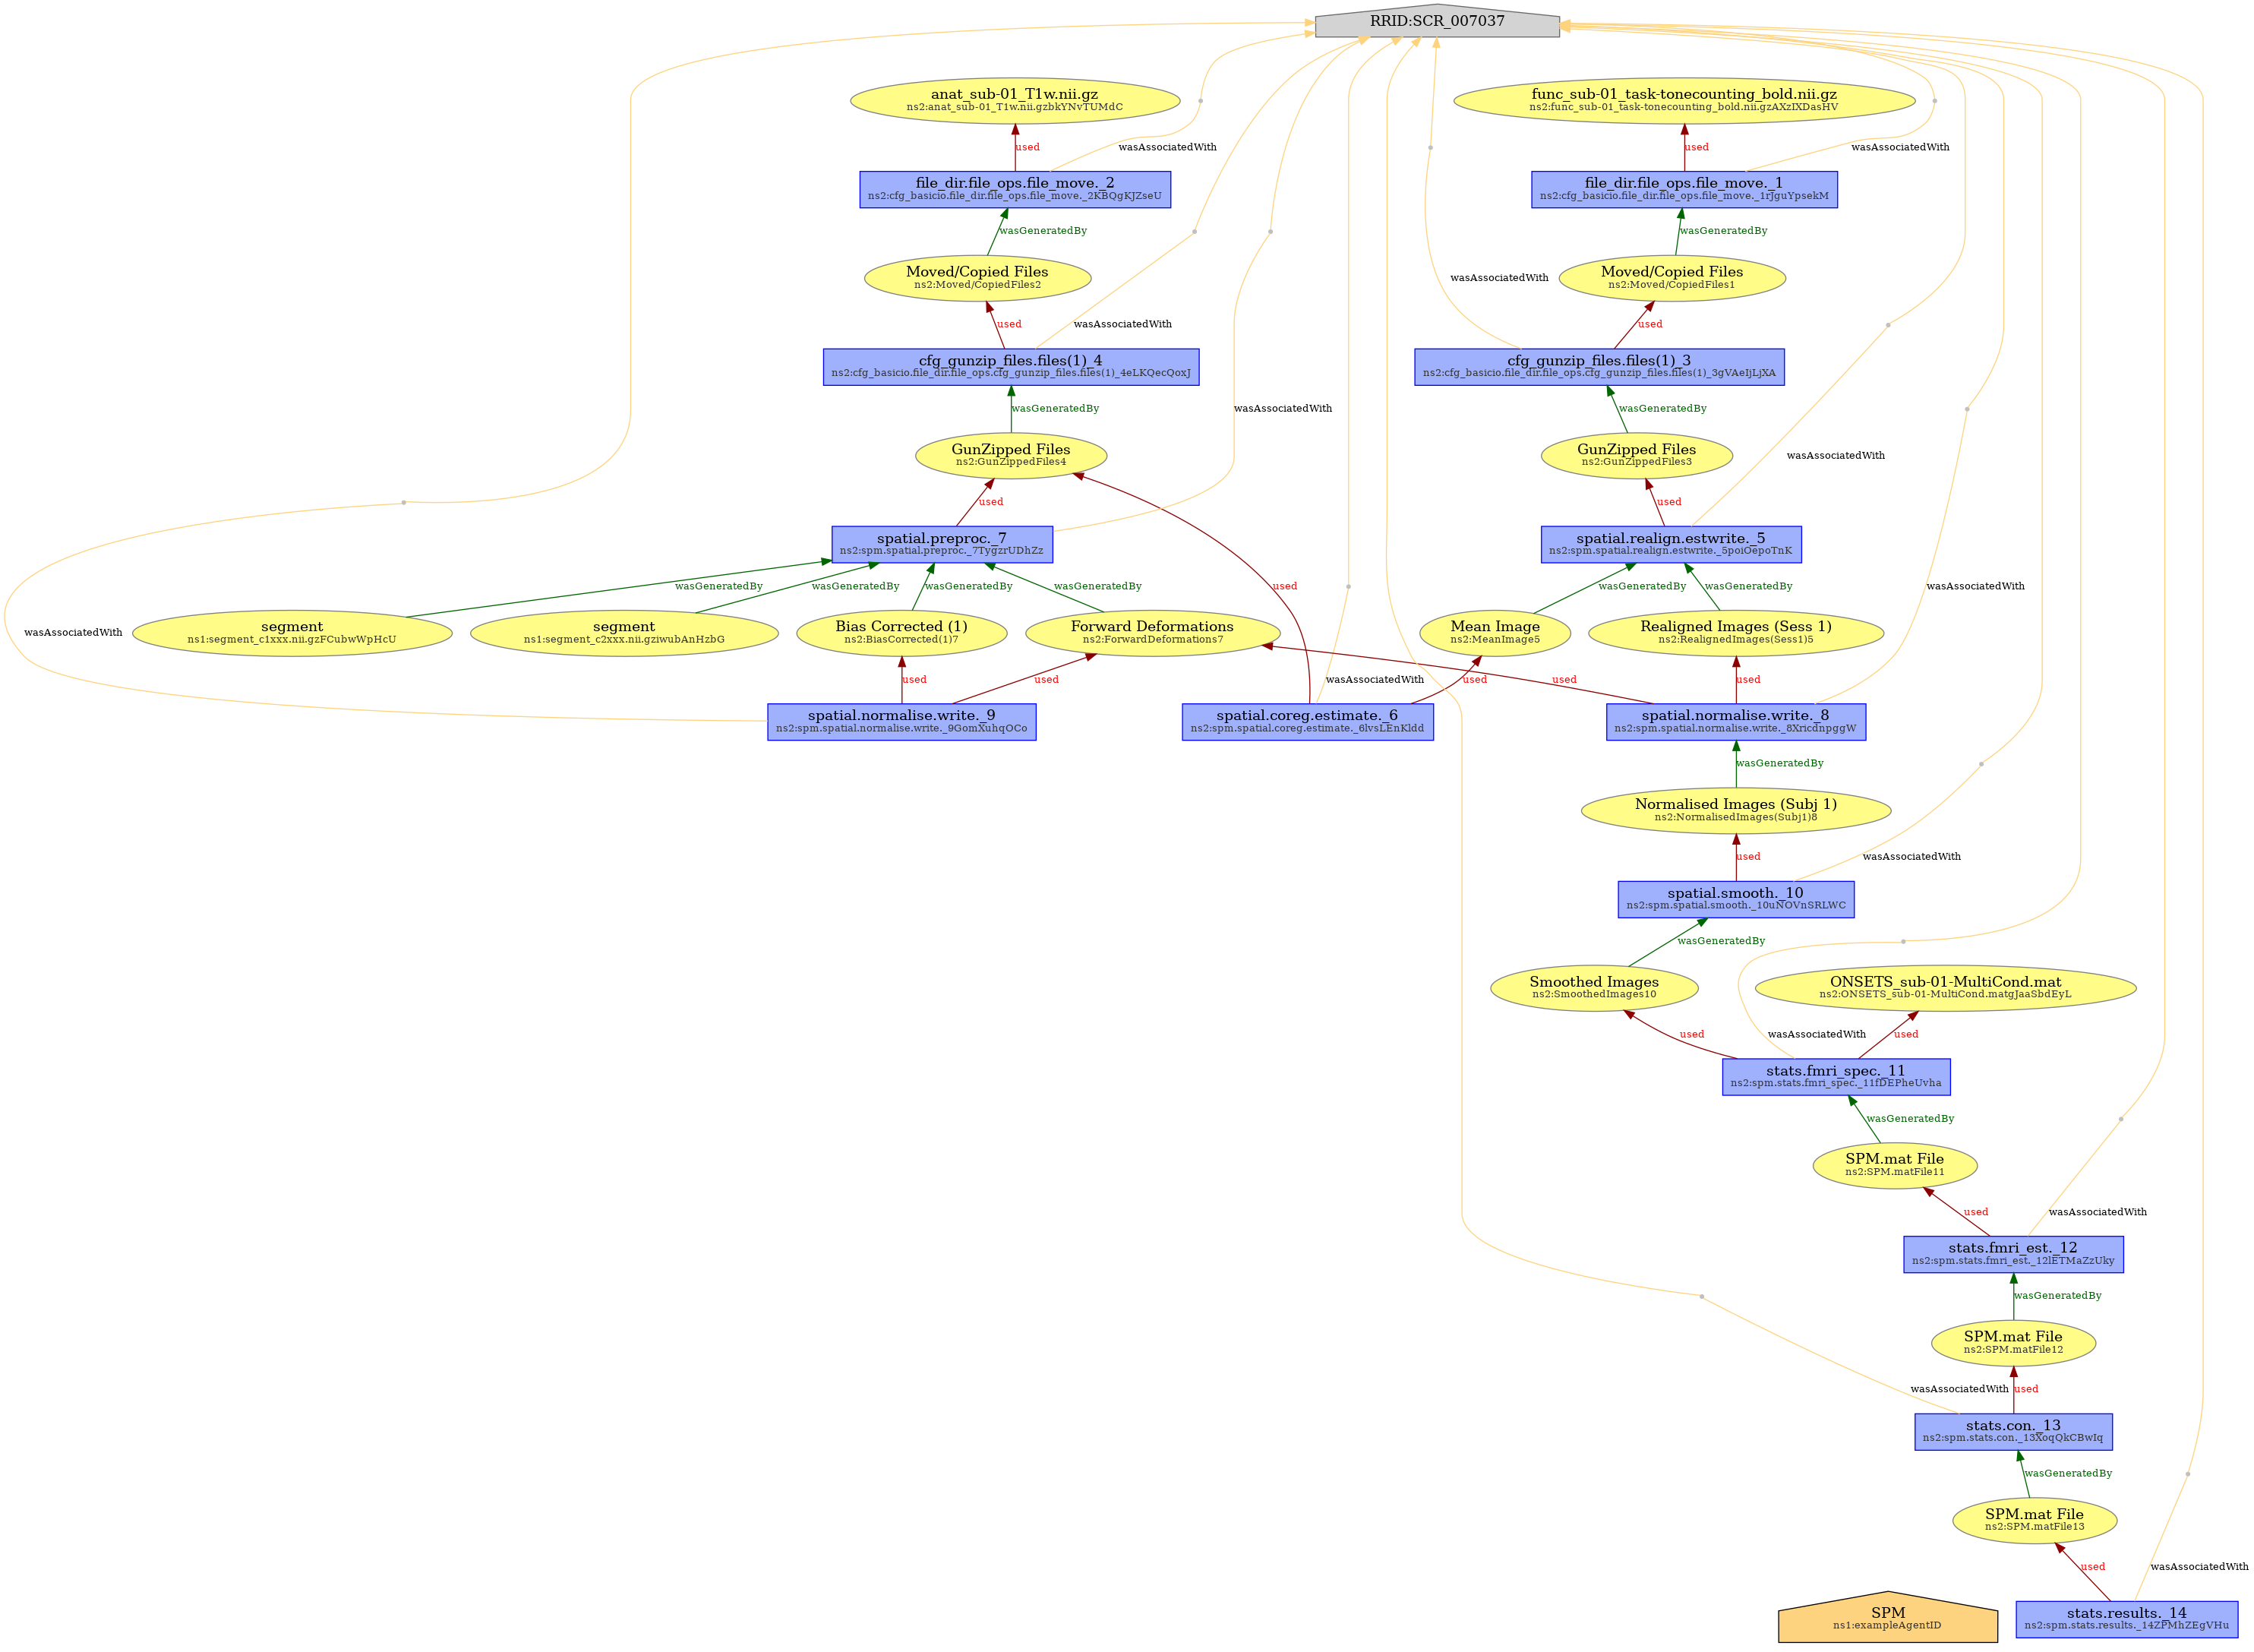 RRID:SCR_007037
anat_sub-01_T1w.nii.gz
ns2:anat_sub-01_T1w.nii.gzbkYNvTUMdC
func_sub-01_task-tonecounting_bold.nii.gz
ns2:func_sub-01_task-tonecounting_bold.nii.gzAXzIXDasHV
used
wasAssociatedWith
used
wasAssociatedWith
file_dir.file_ops.file_move._2
ns2:cfg_basicio.file_dir.file_ops.file_move._2KBQgKJZseU
file_dir.file_ops.file_move._1
ns2:cfg_basicio.file_dir.file_ops.file_move._1rJguYpsekM
wasGeneratedBy
wasGeneratedBy
Moved/Copied Files
ns2:Moved/CopiedFiles2
wasAssociatedWith
Moved/Copied Files
ns2:Moved/CopiedFiles1
used
wasAssociatedWith
used
cfg_gunzip_files.files(1)_4
ns2:cfg_basicio.file_dir.file_ops.cfg_gunzip_files.files(1)_4eLKQecQoxJ
cfg_gunzip_files.files(1)_3
ns2:cfg_basicio.file_dir.file_ops.cfg_gunzip_files.files(1)_3gVAeIjLjXA
wasGeneratedBy
wasAssociatedWith
wasGeneratedBy
GunZipped Files
ns2:GunZippedFiles4
GunZipped Files
ns2:GunZippedFiles3
wasAssociatedWith
used
used
spatial.preproc._7
ns2:spm.spatial.preproc._7TygzrUDhZz
spatial.realign.estwrite._5
ns2:spm.spatial.realign.estwrite._5poiOepoTnK
wasGeneratedBy
wasGeneratedBy
wasGeneratedBy
wasGeneratedBy
used
wasGeneratedBy
wasGeneratedBy
wasAssociatedWith
wasAssociatedWith
segment
ns1:segment_c1xxx.nii.gzFCubwWpHcU
segment
ns1:segment_c2xxx.nii.gziwubAnHzbG
Bias Corrected (1)
ns2:BiasCorrected(1)7
Forward Deformations
ns2:ForwardDeformations7
Mean Image
ns2:MeanImage5
Realigned Images (Sess 1)
ns2:RealignedImages(Sess1)5
used
used
wasAssociatedWith
used
used
used
spatial.normalise.write._9
ns2:spm.spatial.normalise.write._9GomXuhqOCo
spatial.coreg.estimate._6
ns2:spm.spatial.coreg.estimate._6lvsLEnKldd
spatial.normalise.write._8
ns2:spm.spatial.normalise.write._8XricdnpggW
wasGeneratedBy
Normalised Images (Subj 1)
ns2:NormalisedImages(Subj1)8
used
wasAssociatedWith
spatial.smooth._10
ns2:spm.spatial.smooth._10uNOVnSRLWC
wasGeneratedBy
Smoothed Images
ns2:SmoothedImages10
ONSETS_sub-01-MultiCond.mat
ns2:ONSETS_sub-01-MultiCond.matgJaaSbdEyL
used
wasAssociatedWith
used
stats.fmri_spec._11
ns2:spm.stats.fmri_spec._11fDEPheUvha
wasGeneratedBy
SPM.mat File
ns2:SPM.matFile11
used
wasAssociatedWith
stats.fmri_est._12
ns2:spm.stats.fmri_est._12lETMaZzUky
wasGeneratedBy
SPM.mat File
ns2:SPM.matFile12
wasAssociatedWith
used
stats.con._13
ns2:spm.stats.con._13XoqQkCBwIq
wasGeneratedBy
SPM.mat File
ns2:SPM.matFile13
used
wasAssociatedWith
SPM
ns1:exampleAgentID
stats.results._14
ns2:spm.stats.results._14ZPMhZEgVHu